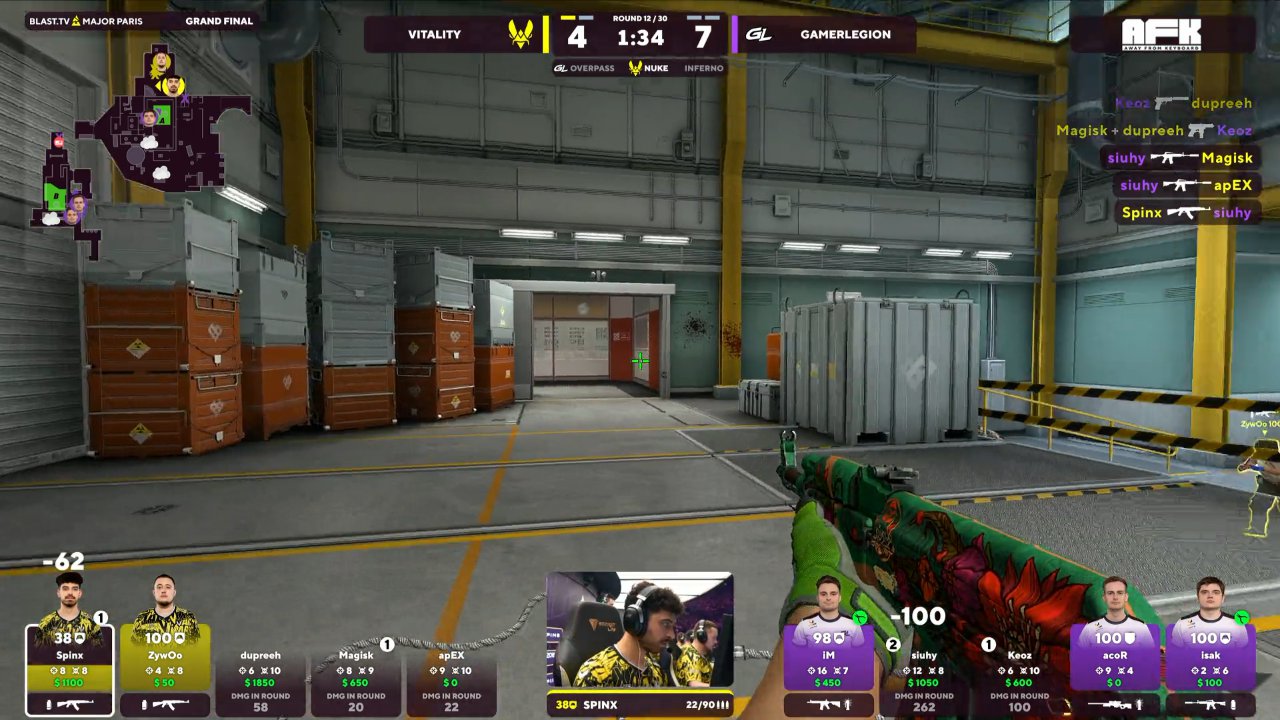 BLAST.TV MAJOR PARIS GRAND FINAL
VITALITY 4 ROUND 12 / 30 1:34 7 GL GAMERLEGION
GL OVERPASS NUKE INFERNO
AFK
AWAY FROM KEYBOARD
Keoz dupreeh
Magisk + dupreeh Keoz
siuhy Magisk
siuhy apEX
Spinx siuhy
ZywOo 100
-62
38 1
Spinx
8 8
$1100
100
ZywOo
4 8
$50
dupreeh
6 10
$1850
DMG IN ROUND
58
1
Magisk
8 9
$650
DMG IN ROUND
20
apEX
9 10
$0
DMG IN ROUND
22
38 SPINX 22/90
98
iM
16 7
$450
-100
2
siuhy
12 8
$1050
DMG IN ROUND
262
1
Keoz
6 10
$600
DMG IN ROUND
100
100
acoR
9 4
$0
100
isak
2 6
$100